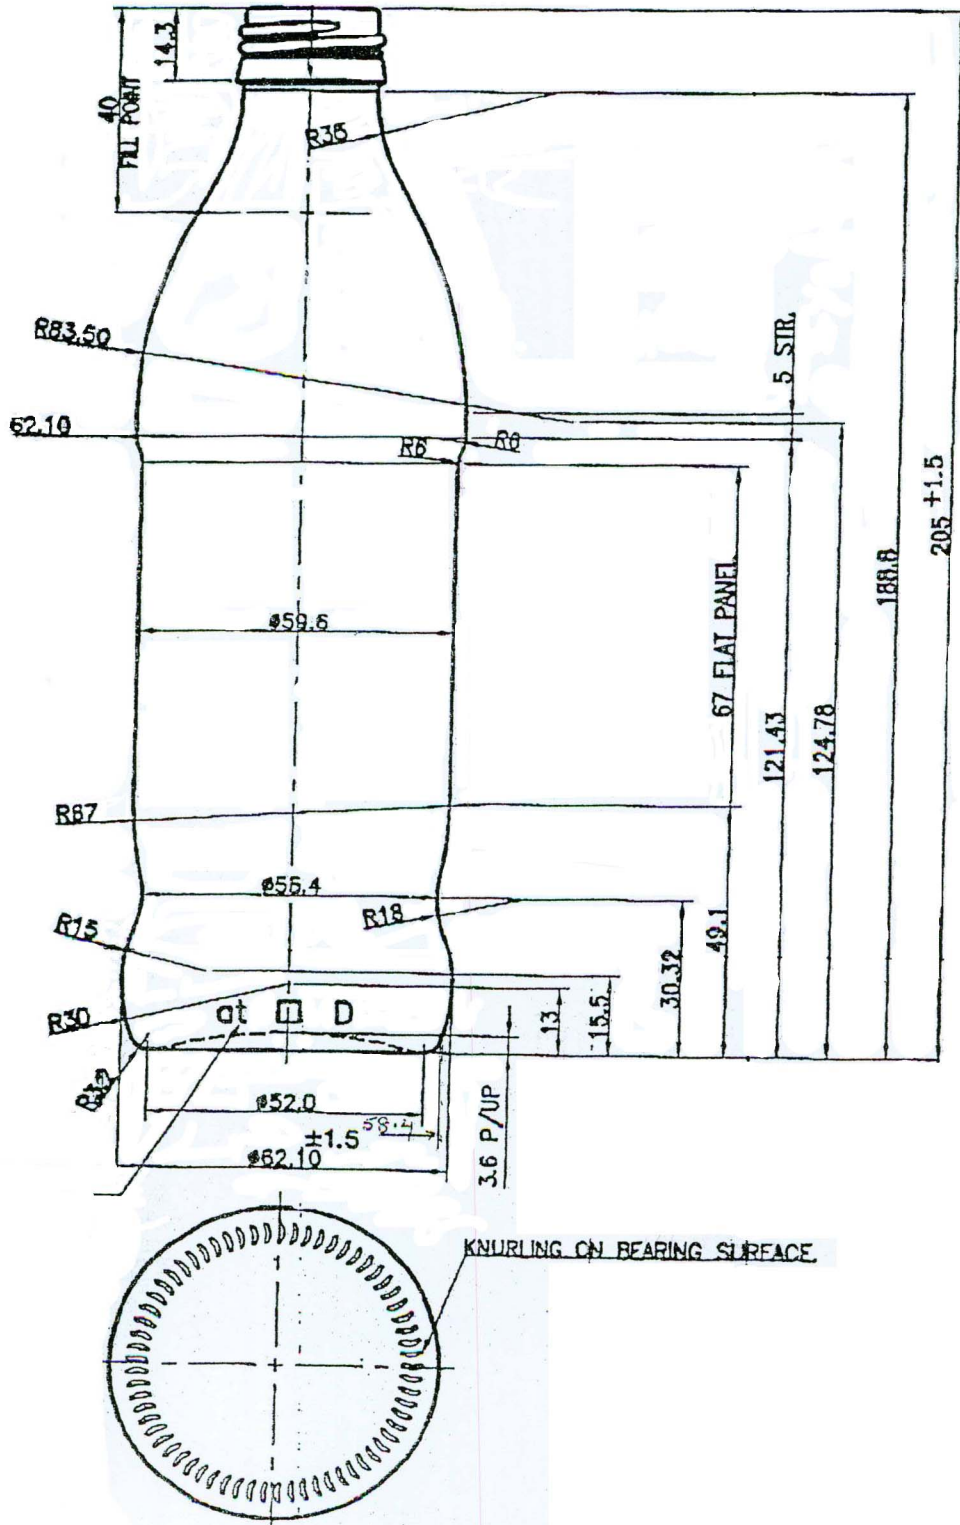 14.3
40
FILL POINT
R35
R83.50
5 STR.
62.10
R6
R6
205 +1.5
188.8
ø59.6
67 FLAT PANEL
121.43
124.78
R87
ø55.4
R18
R15
49.1
30.32
R30
at m D
13
15.5
ø52.0
58.4
±1.5
ø62.10
3.6 P/UP
KNURLING ON BEARING SURFACE